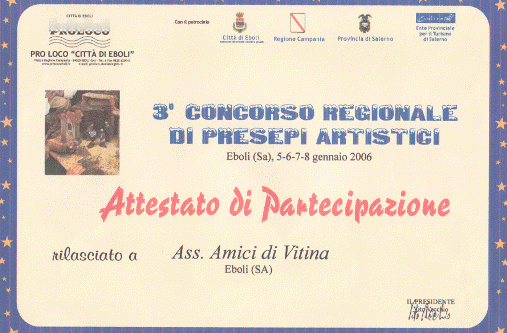 CITTÀ DI EBOLI
PROLOCO
PRO LOCO "CITTÀ DI EBOLI"
Con il patrocinio
Città di Eboli
Regione Campania
Provincia di Salerno
Ente Provinciale
per il Turismo
di Salerno
3° CONCORSO REGIONALE
DI PRESEPI ARTISTICI
Eboli (Sa), 5-6-7-8 gennaio 2006
Attestato di Partecipazione
rilasciato a Ass. Amici di Vitina
Eboli (SA)
IL PRESIDENTE